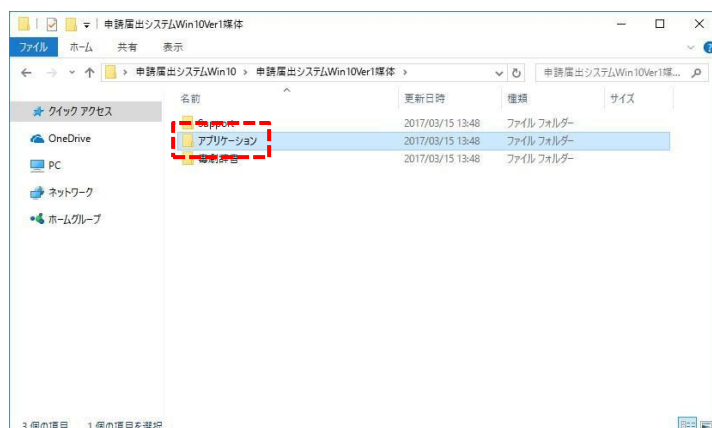 申請届出システムWin10Ver1媒体
ファイル ホーム 共有 表示
申請届出システムWin10 › 申請届出システムWin10Ver1媒体 ›
申請届出システムWin10Ver1媒...
名前 更新日時 種類 サイズ
クイック アクセス
Support 2017/03/15 13:48 ファイル フォルダー
OneDrive
アプリケーション 2017/03/15 13:48 ファイル フォルダー
PC
毒劇辞書 2017/03/15 13:48 ファイル フォルダー
ネットワーク
ホームグループ
3 個の項目 1 個の項目を選択